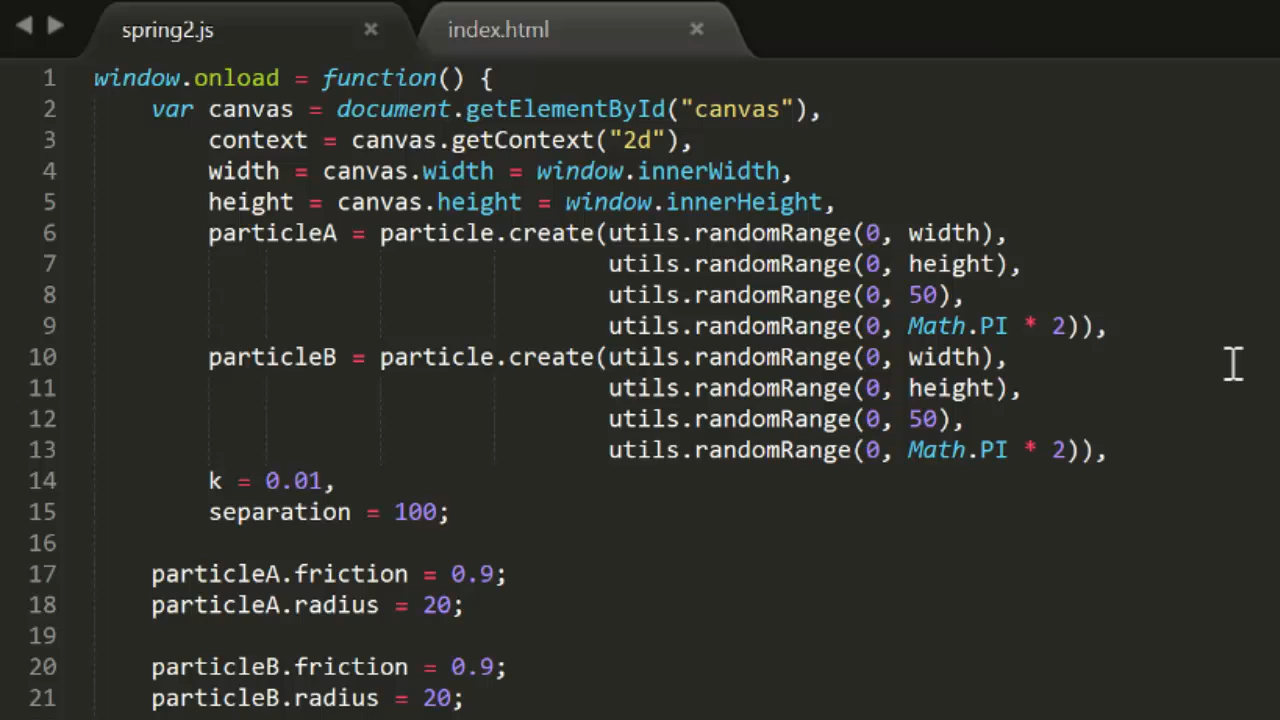 spring2.js × index.html ×
1 window.onload = function() {
2 var canvas = document.getElementById("canvas"),
3 context = canvas.getContext("2d"),
4 width = canvas.width = window.innerWidth,
5 height = canvas.height = window.innerHeight,
6 particleA = particle.create(utils.randomRange(0, width),
7 utils.randomRange(0, height),
8 utils.randomRange(0, 50),
9 utils.randomRange(0, Math.PI * 2)),
10 particleB = particle.create(utils.randomRange(0, width),
11 utils.randomRange(0, height),
12 utils.randomRange(0, 50),
13 utils.randomRange(0, Math.PI * 2)),
14 k = 0.01,
15 separation = 100;
16
17 particleA.friction = 0.9;
18 particleA.radius = 20;
19
20 particleB.friction = 0.9;
21 particleB.radius = 20;